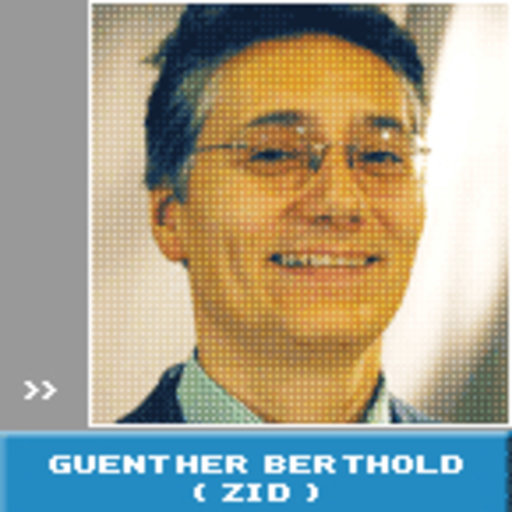 >>
GUENTHER BERTHOLD
( ZID )